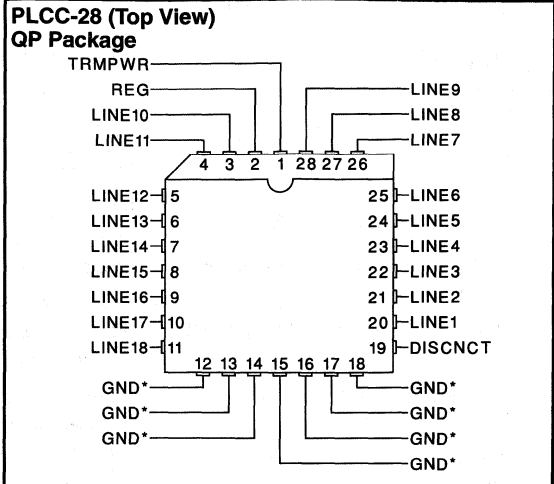 PLCC-28 (Top View)
QP Package
TRMPWR
REG LINE9
LINE10 LINE8
LINE11 LINE7
4 3 2 1 28 27 26
LINE12 5 25 LINE6
LINE13 6 24 LINE5
LINE14 7 23 LINE4
LINE15 8 22 LINE3
LINE16 9 21 LINE2
LINE17 10 20 LINE1
LINE18 11 19 DISCNCT
12 13 14 15 16 17 18
GND* GND*
GND* GND*
GND* GND*
GND*